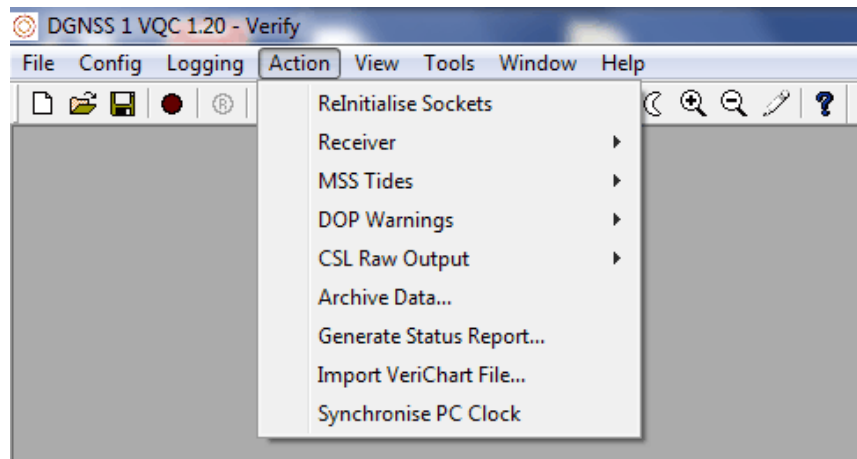 DGNSS 1 VQC 1.20 - Verify
File Config Logging Action View Tools Window Help
®
?
ReInitialise Sockets
Receiver
MSS Tides
DOP Warnings
CSL Raw Output
Archive Data...
Generate Status Report...
Import VeriChart File...
Synchronise PC Clock